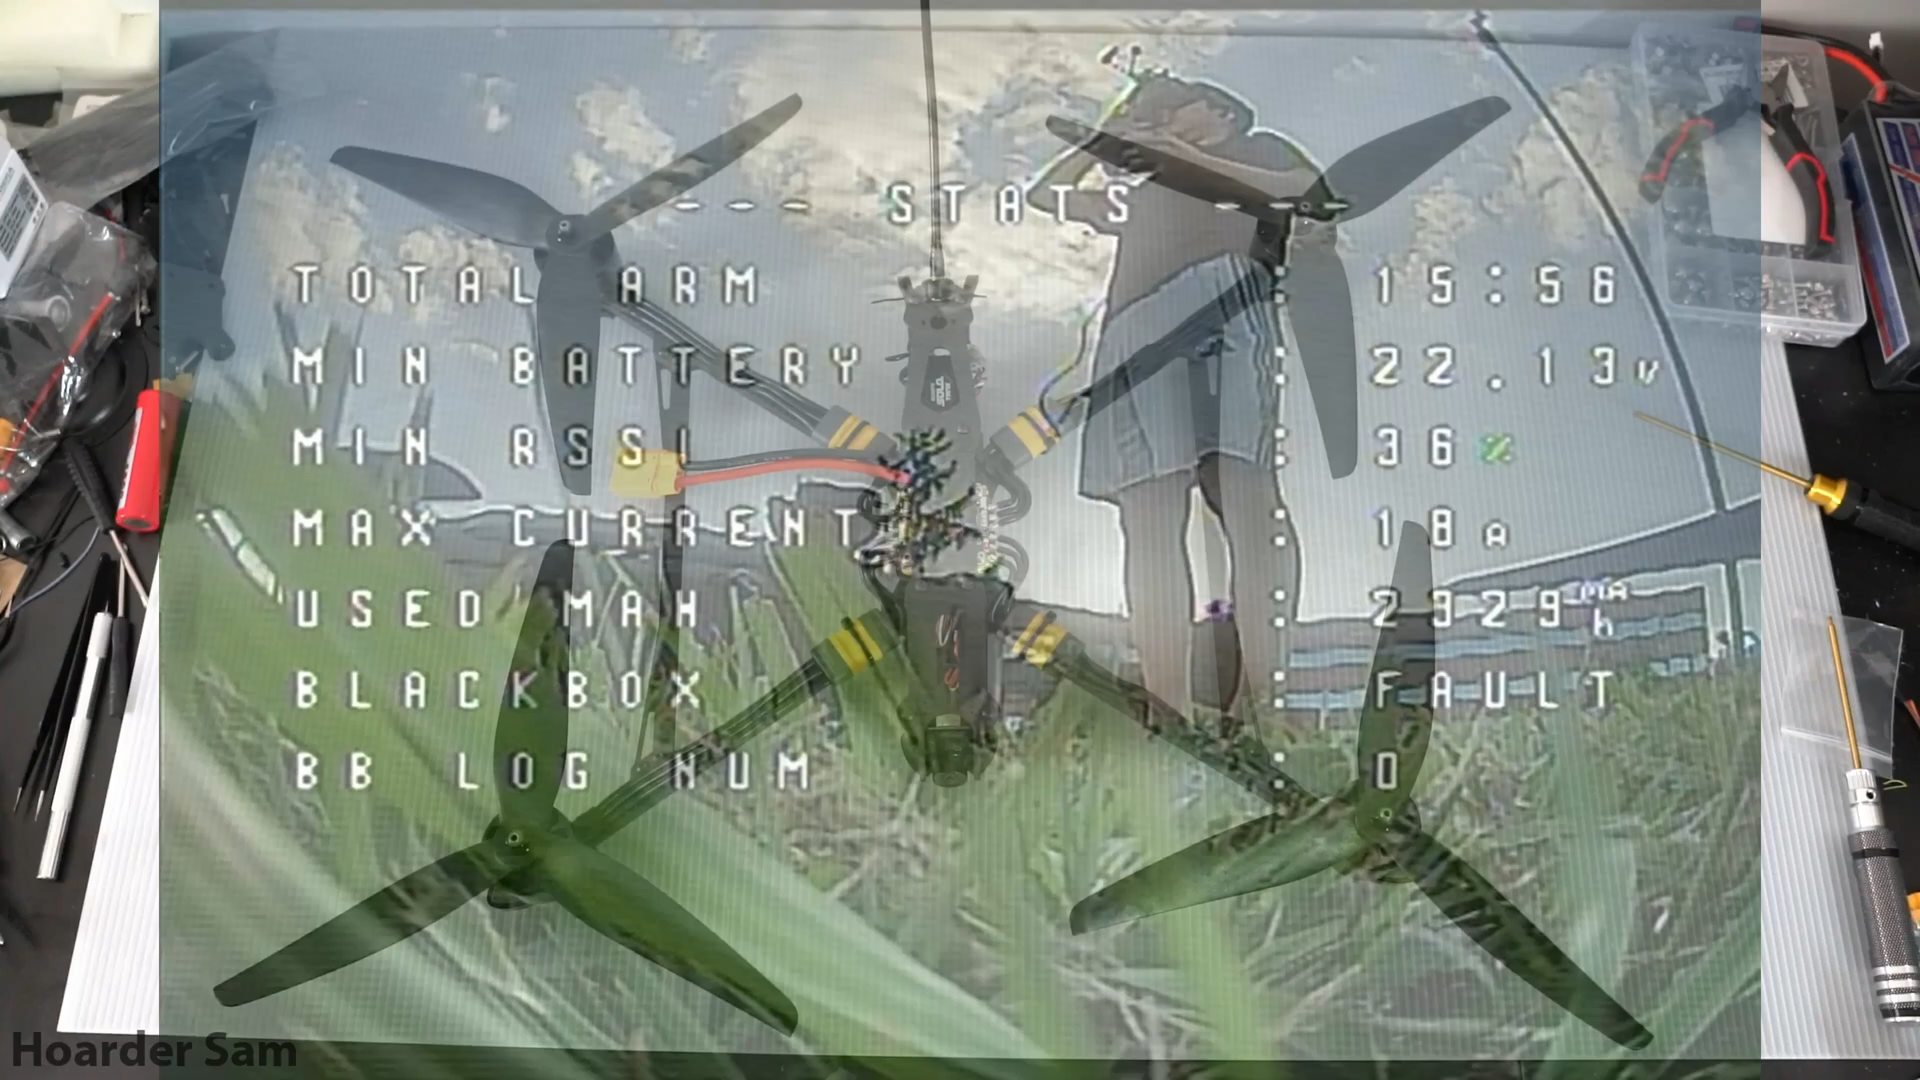 --- STATS ---
TOTAL ARM : 15:56
MIN BATTERY : 22.13V
MIN RSSI : 36%
MAX CURRENT : 18A
USED MAH : 2929mAh
BLACKBOX : FAULT
BB LOG NUM : 0
Hoarder Sam